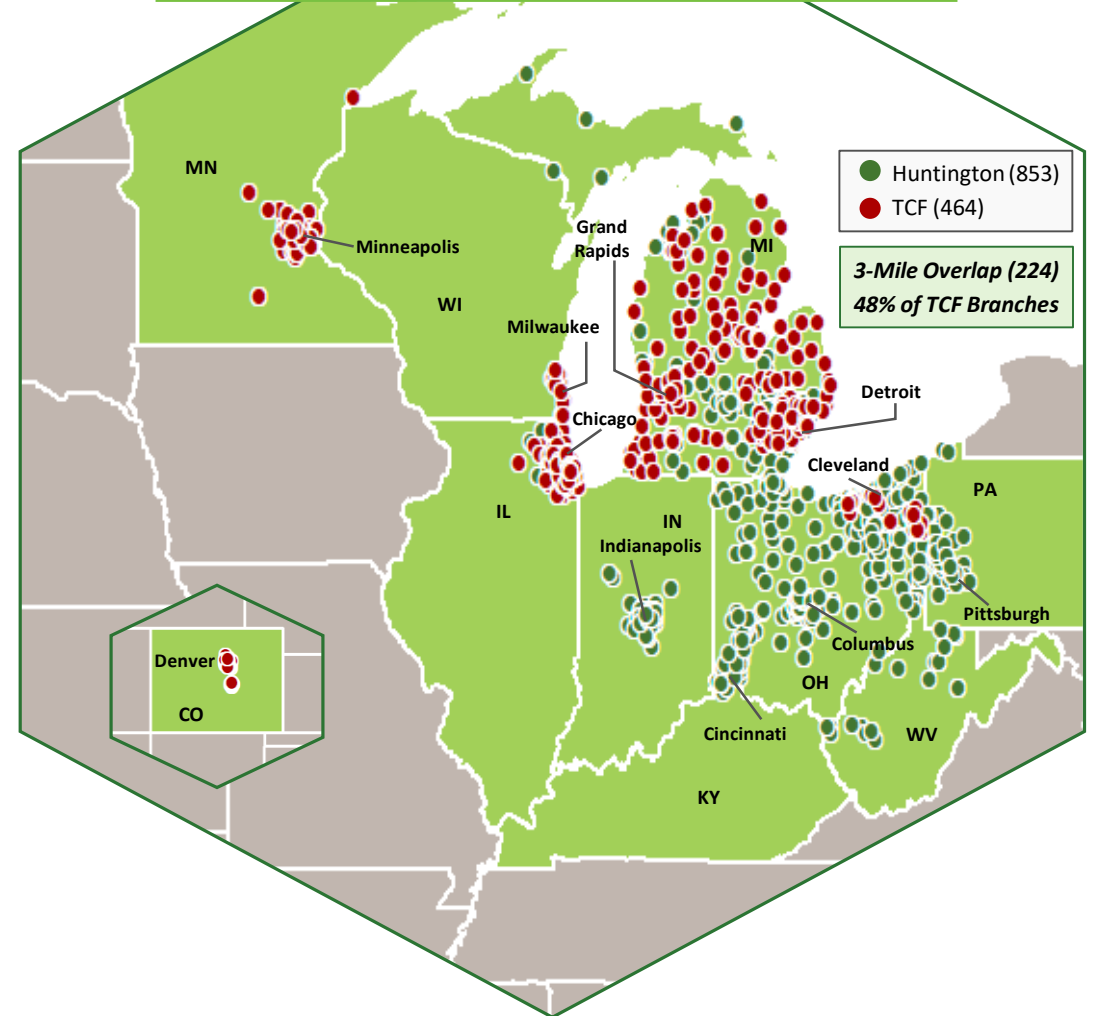 MN
Huntington (853)
TCF (464)
Grand
Rapids
MI
Minneapolis
3-Mile Overlap (224)
48% of TCF Branches
WI
Milwaukee
Detroit
Chicago
Cleveland
PA
IL
IN
Indianapolis
Pittsburgh
Columbus
Denver
OH
CO
Cincinnati
WV
KY